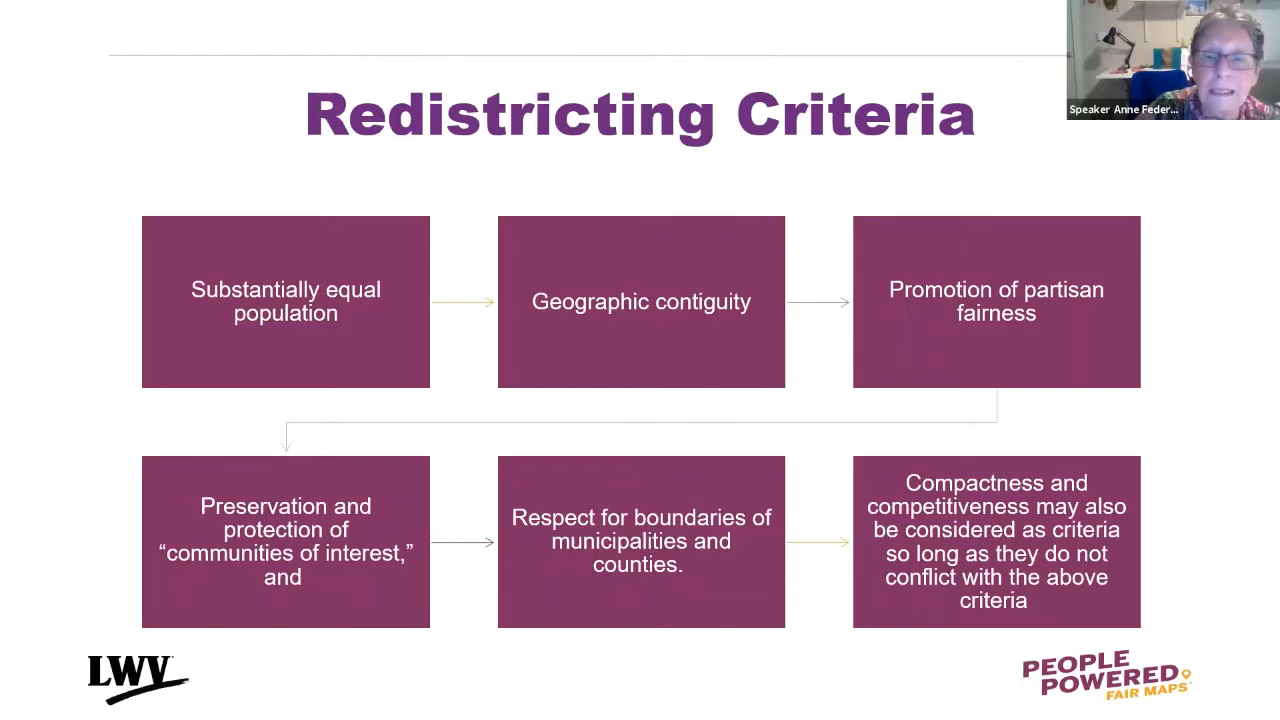 Speaker Anne Feder...
Redistricting Criteria
Substantially equal
population
Geographic contiguity
Promotion of partisan
fairness
Preservation and
protection of
“communities of interest,”
and
Respect for boundaries of
municipalities and
counties.
Compactness and
competitiveness may also
be considered as criteria
so long as they do not
conflict with the above
criteria
LWV
PEOPLE
POWERED
FAIR MAPS™